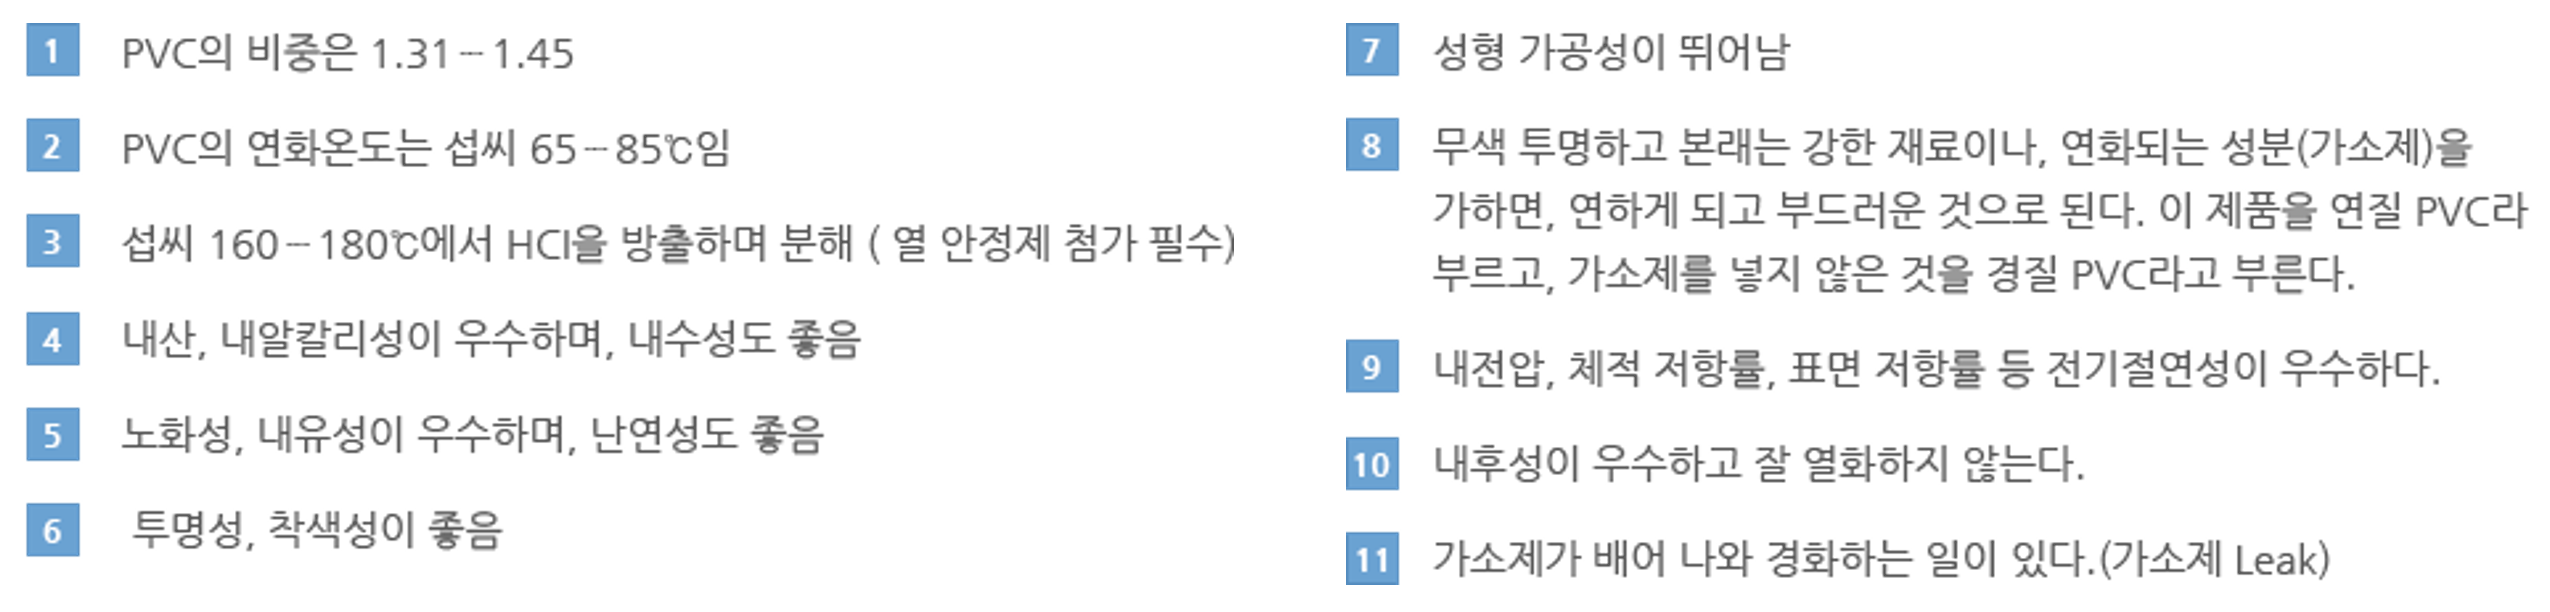 1 PVC의 비중은 1.31 – 1.45
2 PVC의 연화온도는 섭씨 65 – 85℃임
3 섭씨 160 – 180℃에서 HCl을 방출하며 분해 ( 열 안정제 첨가 필수)
4 내산, 내알칼리성이 우수하며, 내수성도 좋음
5 노화성, 내유성이 우수하며, 난연성도 좋음
6 투명성, 착색성이 좋음
7 성형 가공성이 뛰어남
8 무색 투명하고 본래는 강한 재료이나, 연화되는 성분(가소제)을
가하면, 연하게 되고 부드러운 것으로 된다. 이 제품을 연질 PVC라
부르고, 가소제를 넣지 않은 것을 경질 PVC라고 부른다.
9 내전압, 체적 저항률, 표면 저항률 등 전기절연성이 우수하다.
10 내후성이 우수하고 잘 열화하지 않는다.
11 가소제가 배어 나와 경화하는 일이 있다.(가소제 Leak)